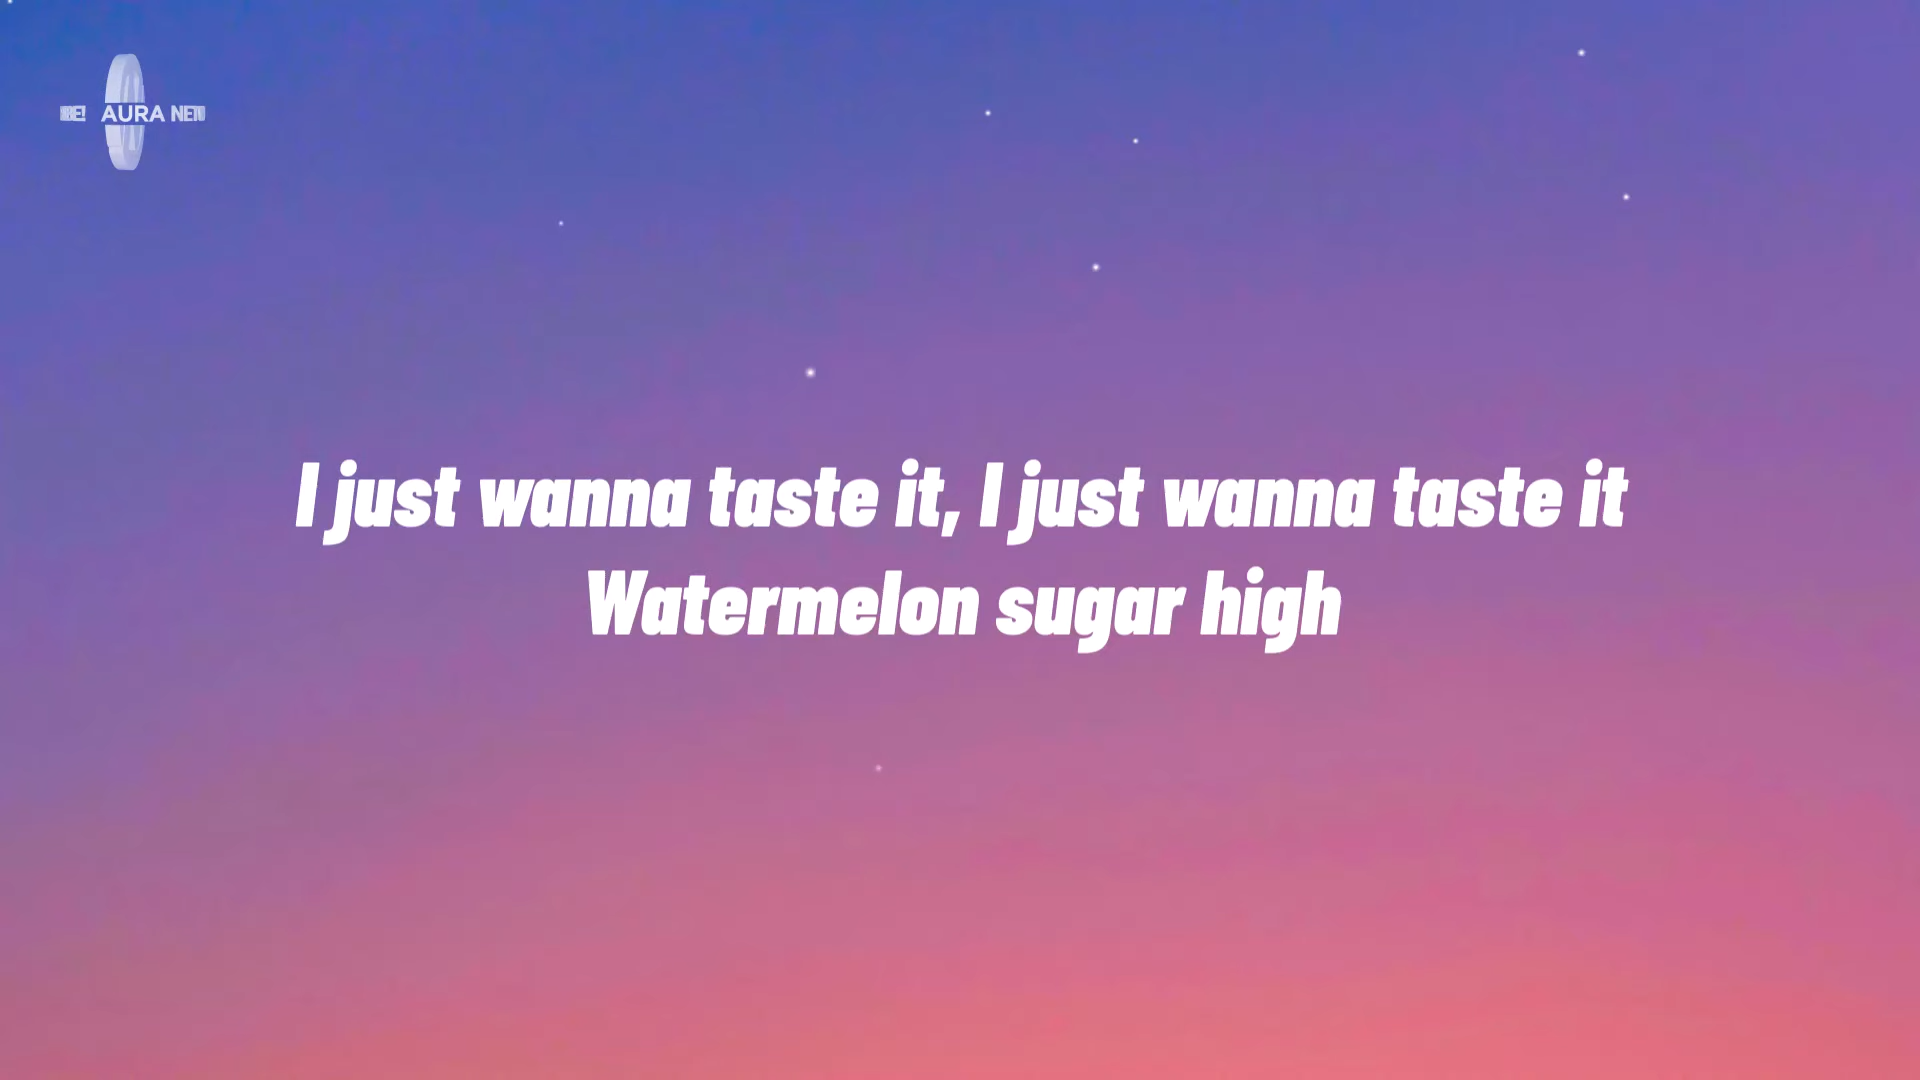 AURA
I just wanna taste it, I just wanna taste it
Watermelon sugar high